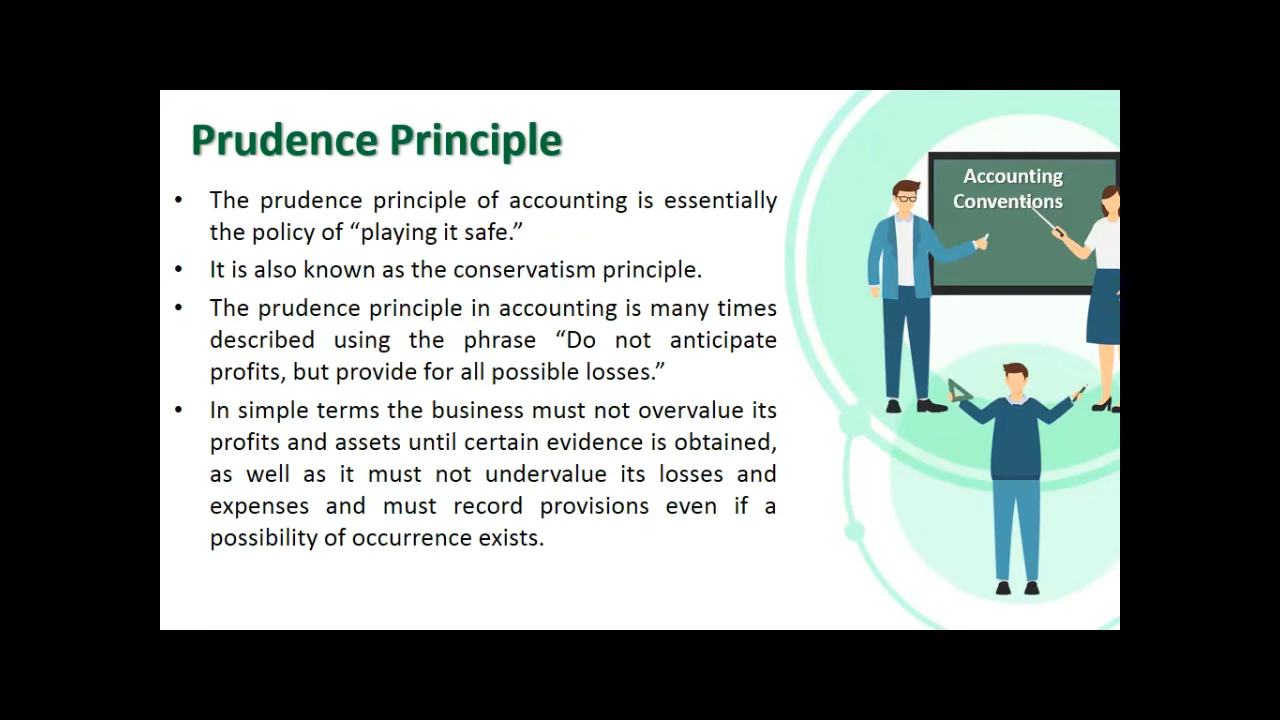 Prudence Principle
• The prudence principle of accounting is essentially
the policy of “playing it safe.”
• It is also known as the conservatism principle.
• The prudence principle in accounting is many times
described using the phrase “Do not anticipate
profits, but provide for all possible losses.”
• In simple terms the business must not overvalue its
profits and assets until certain evidence is obtained,
as well as it must not undervalue its losses and
expenses and must record provisions even if a
possibility of occurrence exists.
Accounting
Conventions